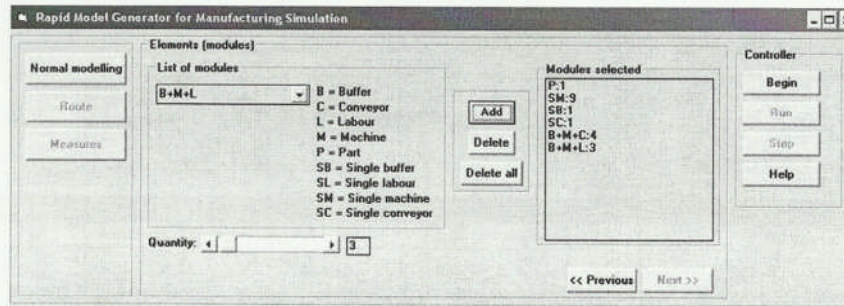 Rapid Model Generator for Manufacturing Simulation
Normal modelling
Route
Measures
Elements (modules)
List of modules
B+M+L
B = Buffer
C = Conveyor
L = Labour
M = Machine
P = Part
SB = Single buffer
SL = Single labour
SM = Single machine
SC = Single conveyor
Quantity:
3
Add
Delete
Delete all
Modules selected
P:1
SM:9
SB:1
SC:1
B+M+C:4
B+M+L:3
<< Previous
Next >>
Controller
Begin
Run
Stop
Help